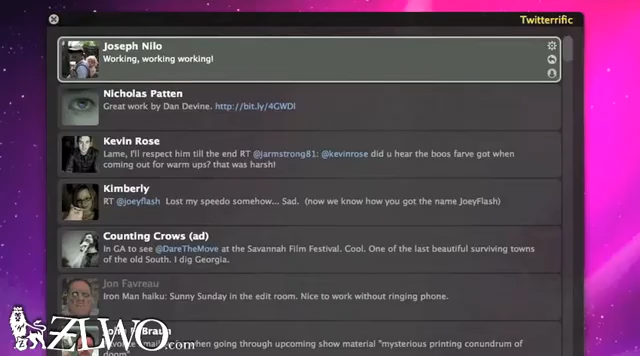 Twitterrific
Joseph Nilo
Working, working working!
Nicholas Patten
Great work by Dan Devine. http://bit.ly/4GWDl
Kevin Rose
Lame, I'll respect him till the end RT @jarmstrong81: @kevinrose did u hear the boos farve got when
coming out for warm ups? that was harsh!
Kimberly
RT @joeyflash Lost my speedo somehow... Sad. (now we know how you got the name JoeyFlash)
Counting Crows (ad)
In GA to see @DareTheMove at the Savannah Film Festival. Cool. One of the last beautiful surviving towns
of the old South. I dig Georgia.
Jon Favreau
Iron Man haiku: Sunny Sunday in the edit room. Nice to work without ringing phone.
Braun
when going through upcoming show material "mysterious printing conundrum of
doom"
ZLWO.com